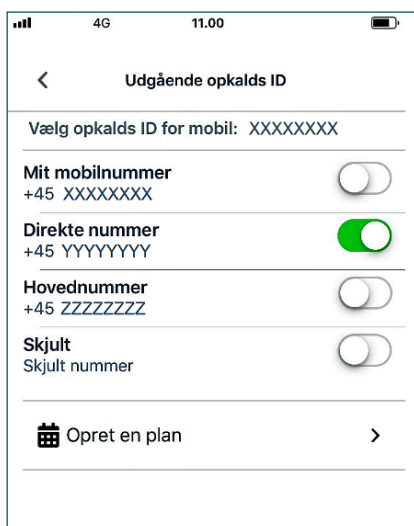 4G 11.00
Udgående opkalds ID
Vælg opkalds ID for mobil: XXXXXXXX
Mit mobilnummer
+45 XXXXXXXX
Direkte nummer
+45 YYYYYYYY
Hovednummer
+45 ZZZZZZZZ
Skjult
Skjult nummer
Opret en plan